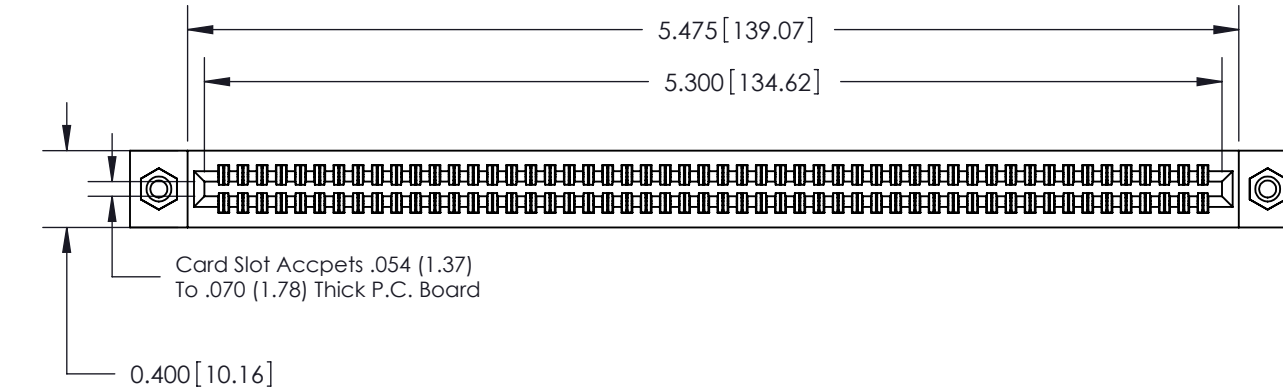 5.475[139.07]
5.300[134.62]
Card Slot Accpets .054 (1.37)
To .070 (1.78) Thick P.C. Board
0.400[10.16]